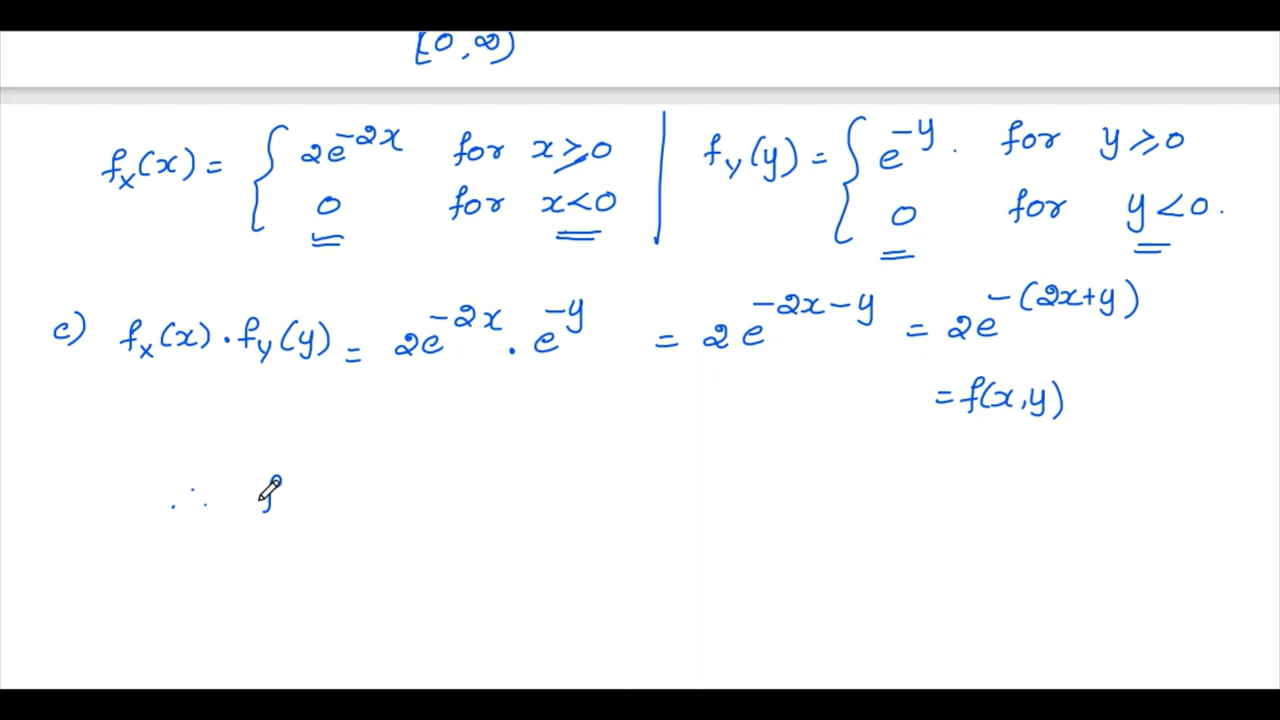 [0,∞)
f_x(x) = { 2e^{-2x} for x⩾0 | f_y(y) = { e^{-y}. for y⩾0
0 for x<0 0 for y<0.
c) f_x(x)·f_y(y) = 2e^{-2x} . e^{-y} = 2e^{-2x-y} = 2e^{-(2x+y)}
= f(x,y)
∴ f